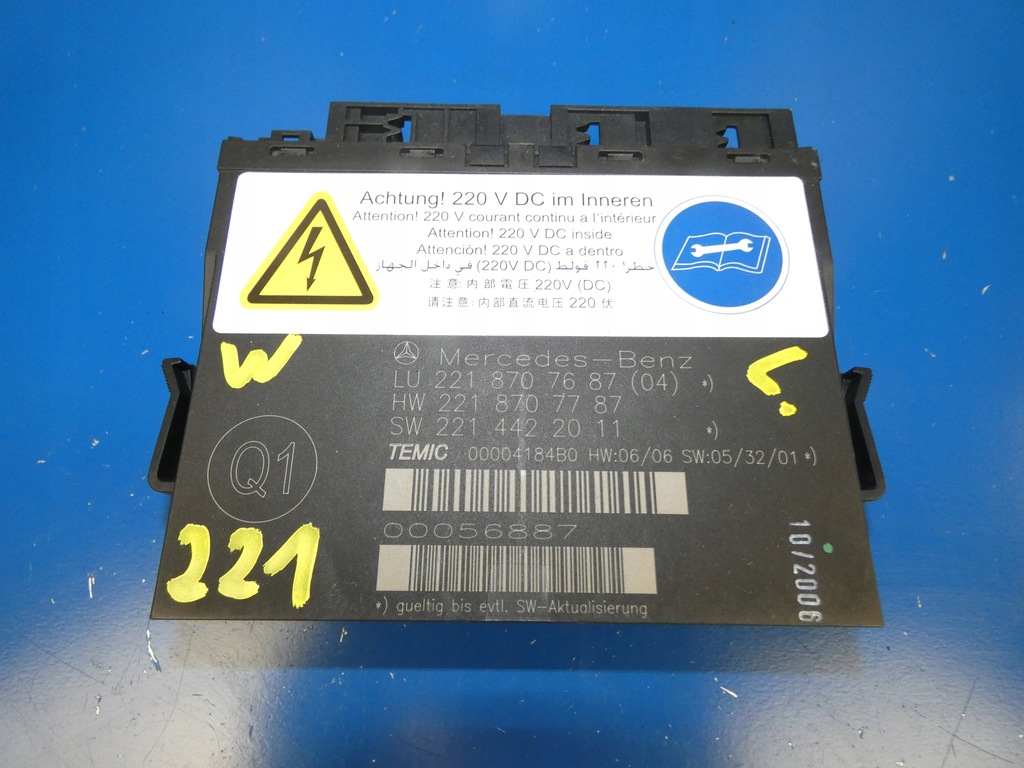 Achtung! 220 V DC im Inneren
Attention! 220 V courant continu a l'intérieur
Attention! 220 V DC inside
Attención! 220 V DC a dentro
خطر! ٢٢٠ فولط (220V DC) في داخل الجهاز
注 意: 内 部 電 圧 220V (DC)
请注意: 内部直流电压 220 伏
W
Mercedes-Benz
LU 221 870 76 87 (04) *)
HW 221 870 77 87
SW 221 442 20 11 *)
TEMIC 00004184B0 HW:06/06 SW:05/32/01 *)
Q1
00056887
221
10/2006
*) gueltig bis evtl. SW-Aktualisierung